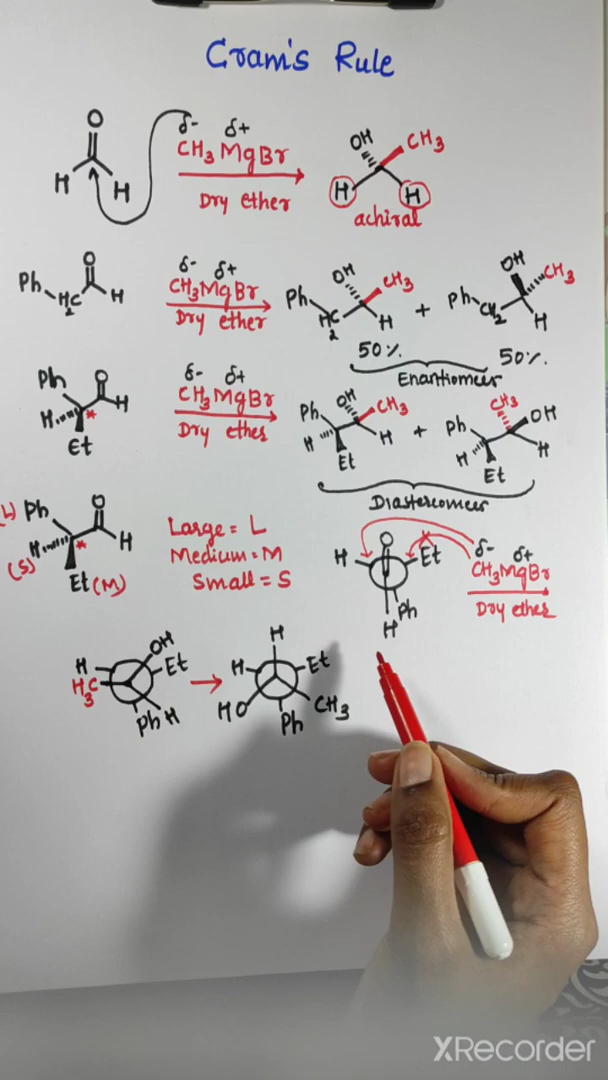 Cram's Rule
O H H δ- δ+ CH3 MgBr Dry ether OH CH3 H H achiral
Ph H2C O H δ- δ+ CH3MgBr Dry ether Ph H2C OH CH3 H + Ph CH2 OH CH3 H
50% 50%
Enantiomers
Ph O H H * Et δ- δ+ CH3MgBr Dry ether Ph OH CH3 H H Et + Ph CH3 OH H H Et
Diastereomers
(L) Ph O H H * (S) Et (M)
Large = L
Medium = M
Small = S
O H Et Ph H δ- δ+ CH3MgBr Dry ether
H OH Et H3C Ph H → H H Et HO Ph CH3
XRecorder